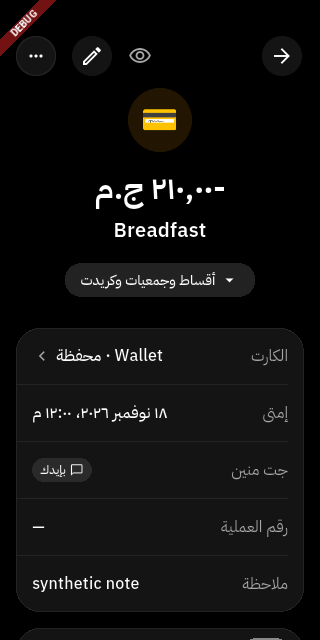 DEBUG
-٢١٠٫٠٠ ج.م
Breakfast
أقساط وجمعيات وكريدت
الكارت
محفظة · Wallet
إمتى
١٨ نوفمبر ٢٠٢٦، ١٢:٠٠ م
جت منين
بإيدك
رقم العملية
—
ملاحظة
synthetic note